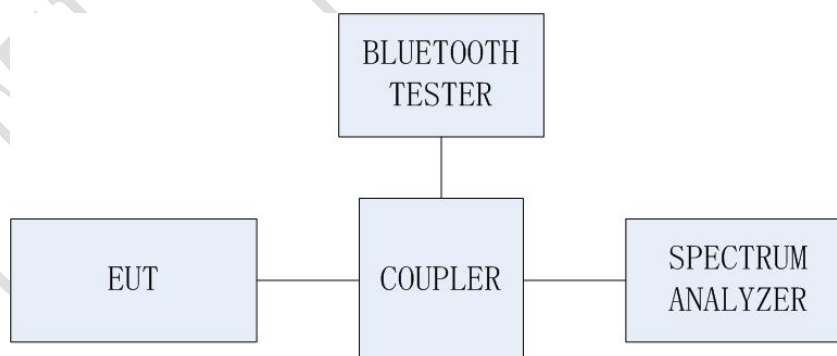 BLUETOOTH
TESTER
EUT
COUPLER
SPECTRUM
ANALYZER